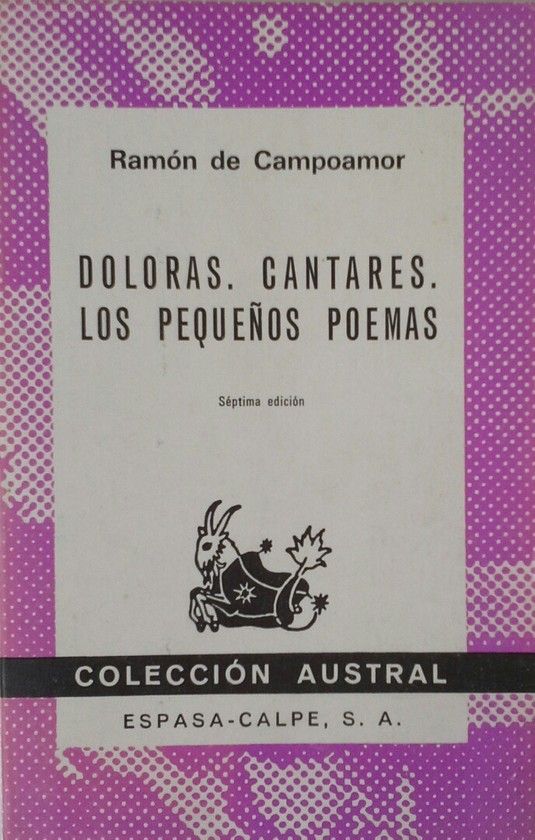 Ramón de Campoamor
DOLORAS. CANTARES.
LOS PEQUEÑOS POEMAS
Séptima edición
COLECCIÓN AUSTRAL
ESPASA-CALPE, S. A.